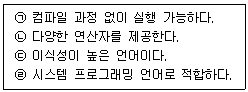 ㉠ 컴파일 과정 없이 실행 가능하다.
㉡ 다양한 연산자를 제공한다.
㉢ 이식성이 높은 언어이다.
㉣ 시스템 프로그래밍 언어로 적합하다.